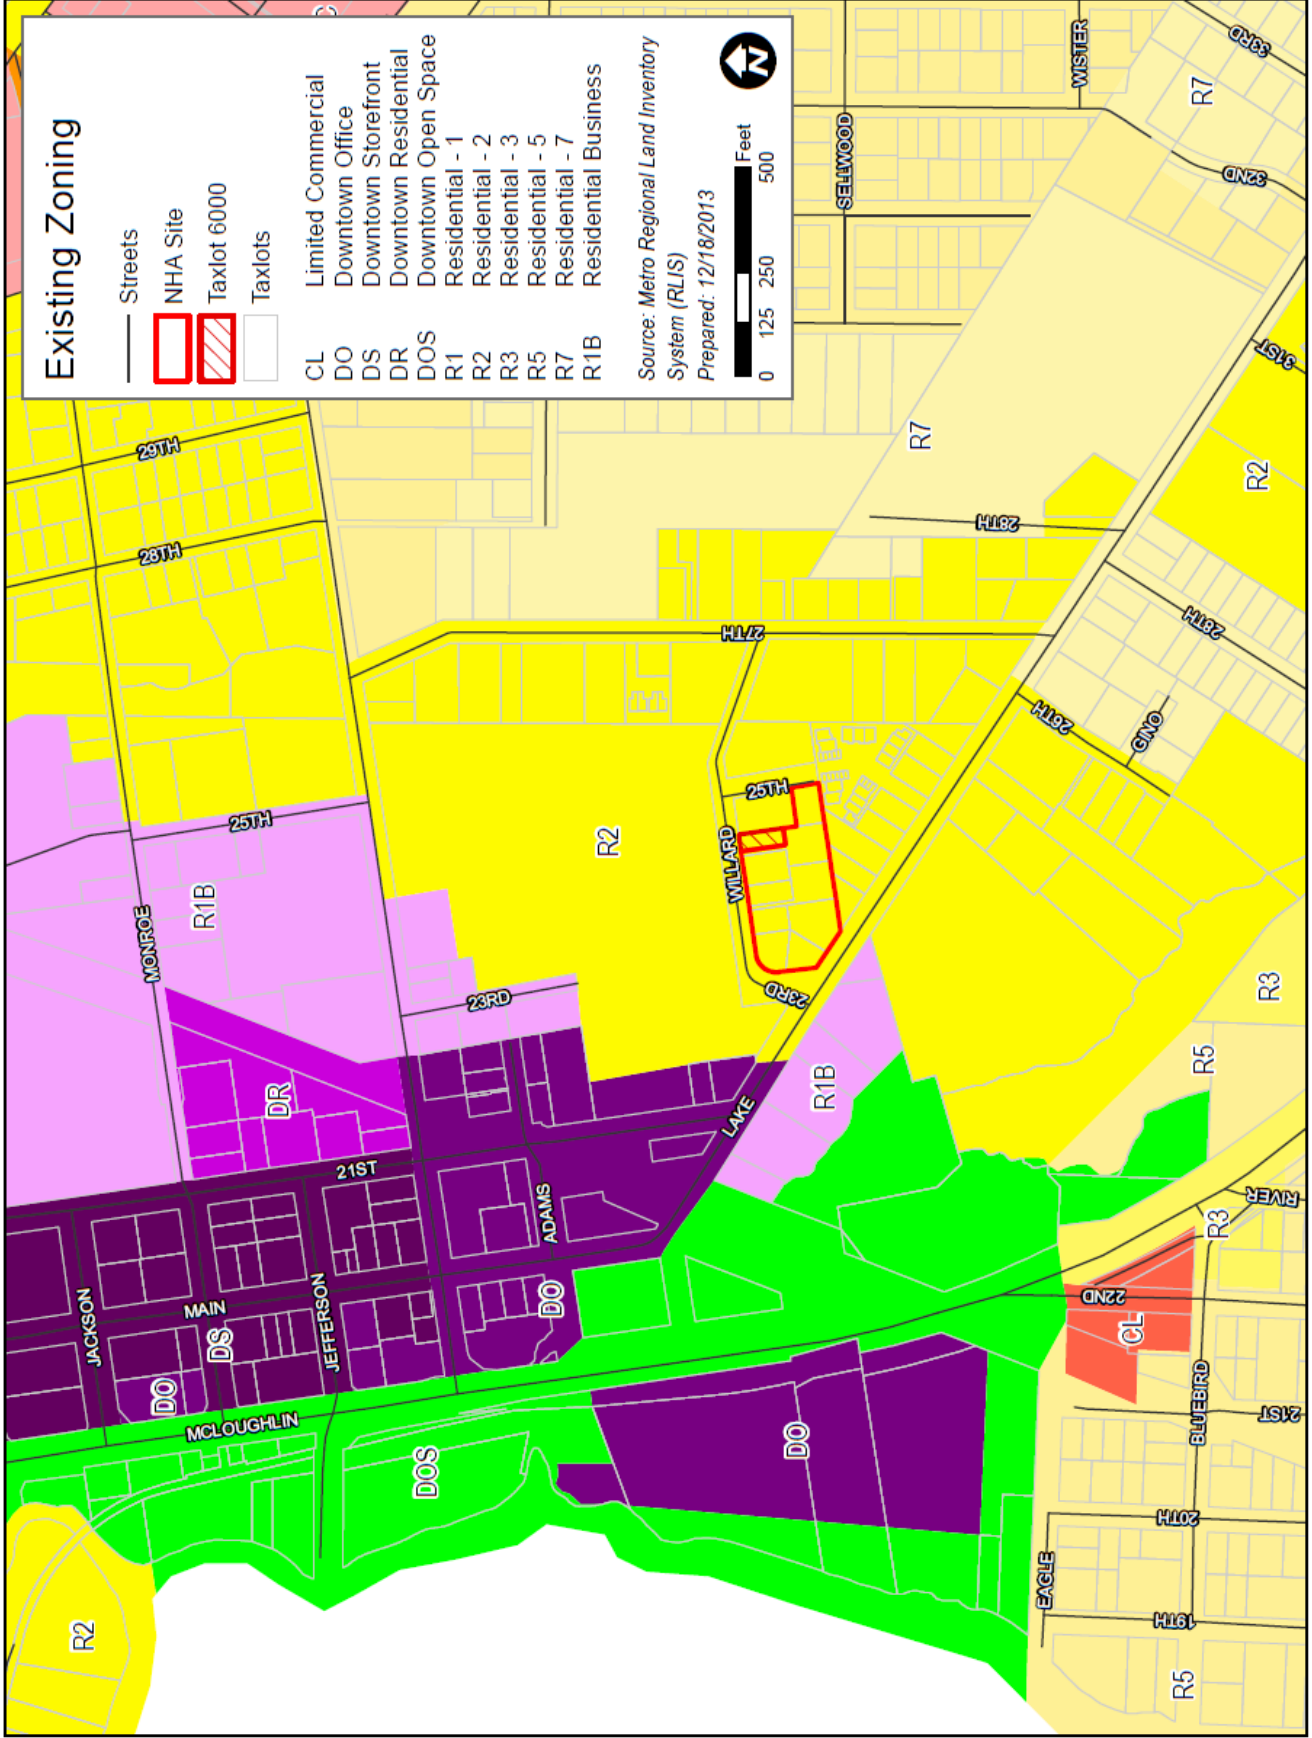 Existing Zoning
Streets
NHA Site
Taxlot 6000
Taxlots
CL Limited Commercial
DO Downtown Office
DS Downtown Storefront
DR Downtown Residential
DOS Downtown Open Space
R1 Residential - 1
R2 Residential - 2
R3 Residential - 3
R5 Residential - 5
R7 Residential - 7
R1B Residential Business
Source: Metro Regional Land Inventory
System (RLIS)
Prepared: 12/18/2013
0 125 250 500
Feet
N
C
R2
JACKSON
DO
MONROE
R1B
28TH
29TH
MCLOUGHLIN
DS
MAIN
21ST
DR
25TH
JEFFERSON
DOS
DO
ADAMS
23RD
R2
LAKE
WILLARD
25TH
27TH
23RD
DO
R1B
R7
28TH
SELLWOOD
WISTER
R7
33RD
32ND
31ST
R2
28TH
26TH
GINO
R3
R5
RIVER
R3
22ND
CL
BLUEBIRD
21ST
20TH
EAGLE
19TH
R5